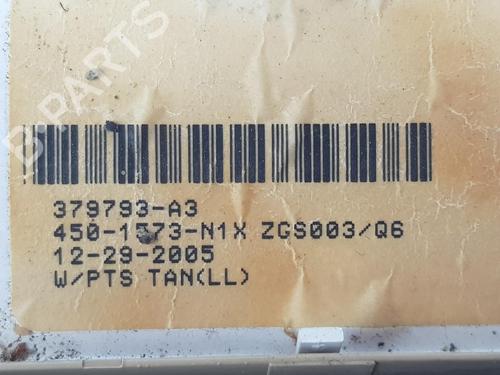 B PARTS
379793-A3
450-1573-N1X ZGS003/Q6
12-29-2005
W/PTS TAN(LL)